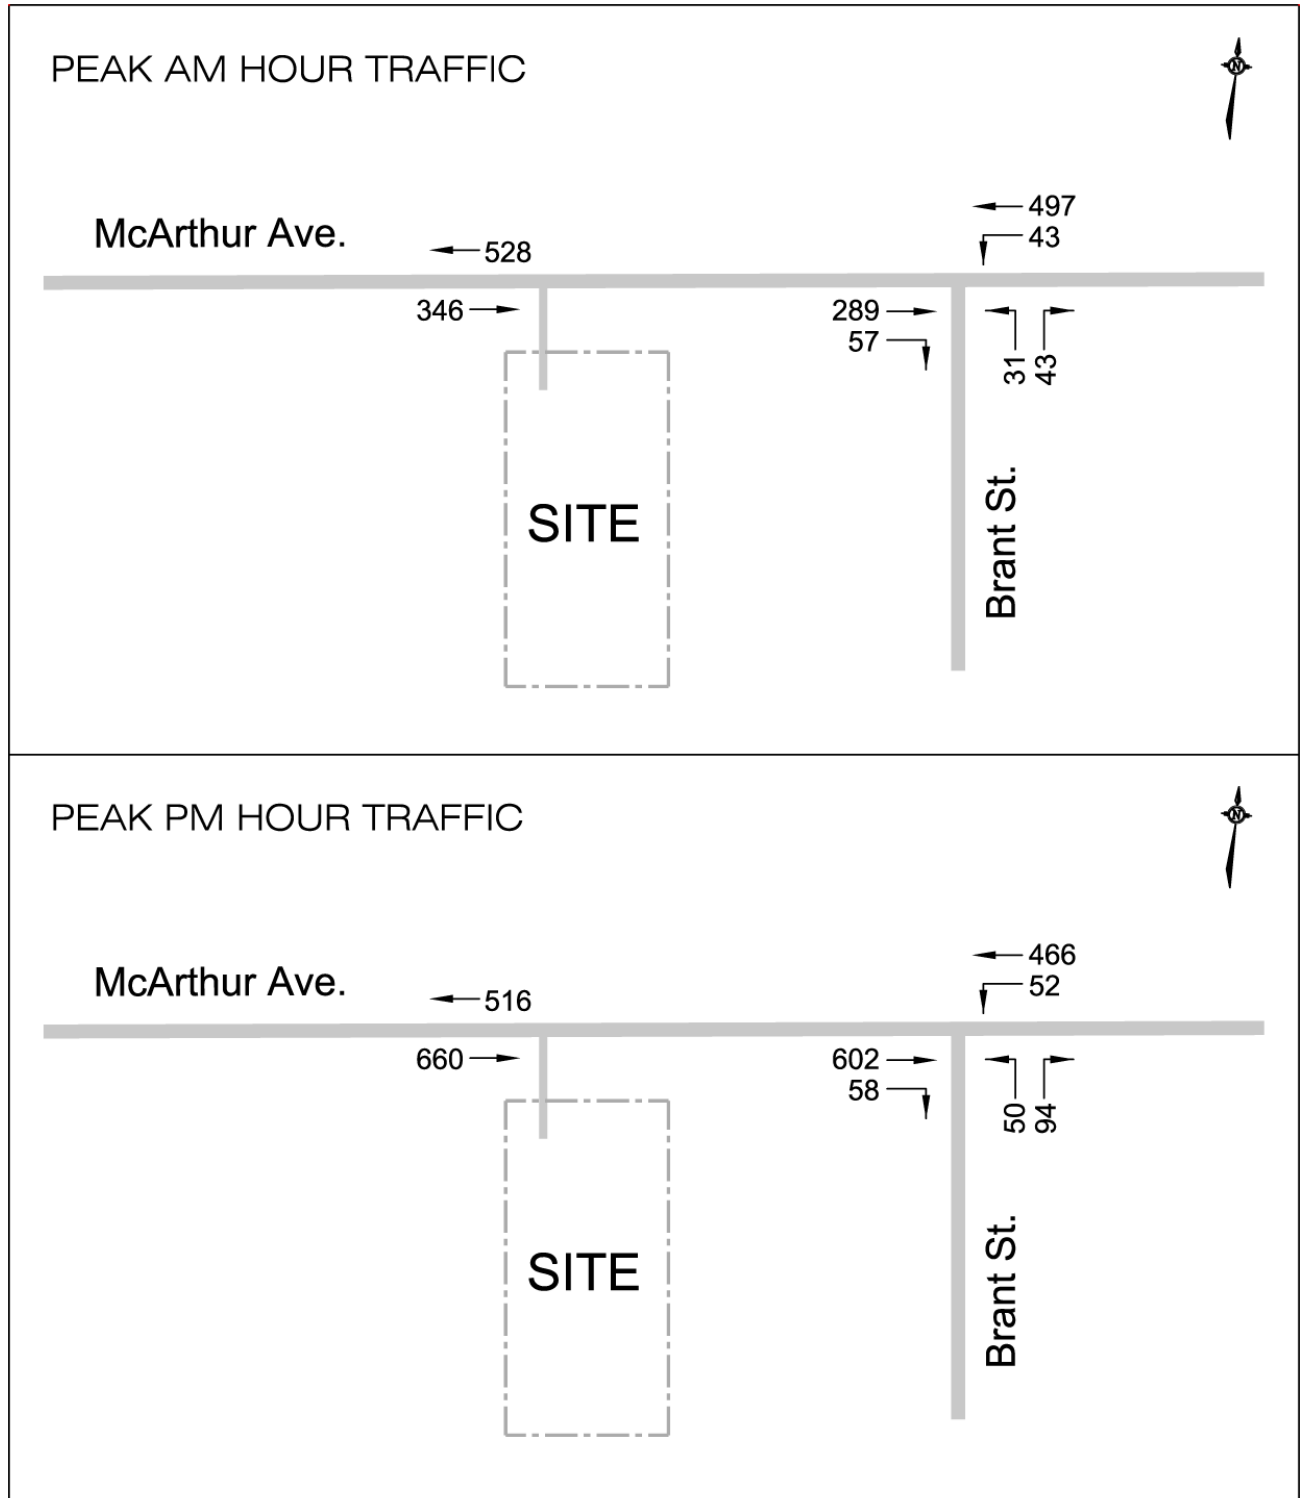 PEAK AM HOUR TRAFFIC
N
497
McArthur Ave.
528
43
346
289
57
31
43
SITE
Brant St.
PEAK PM HOUR TRAFFIC
N
466
McArthur Ave.
516
52
660
602
58
50
94
SITE
Brant St.